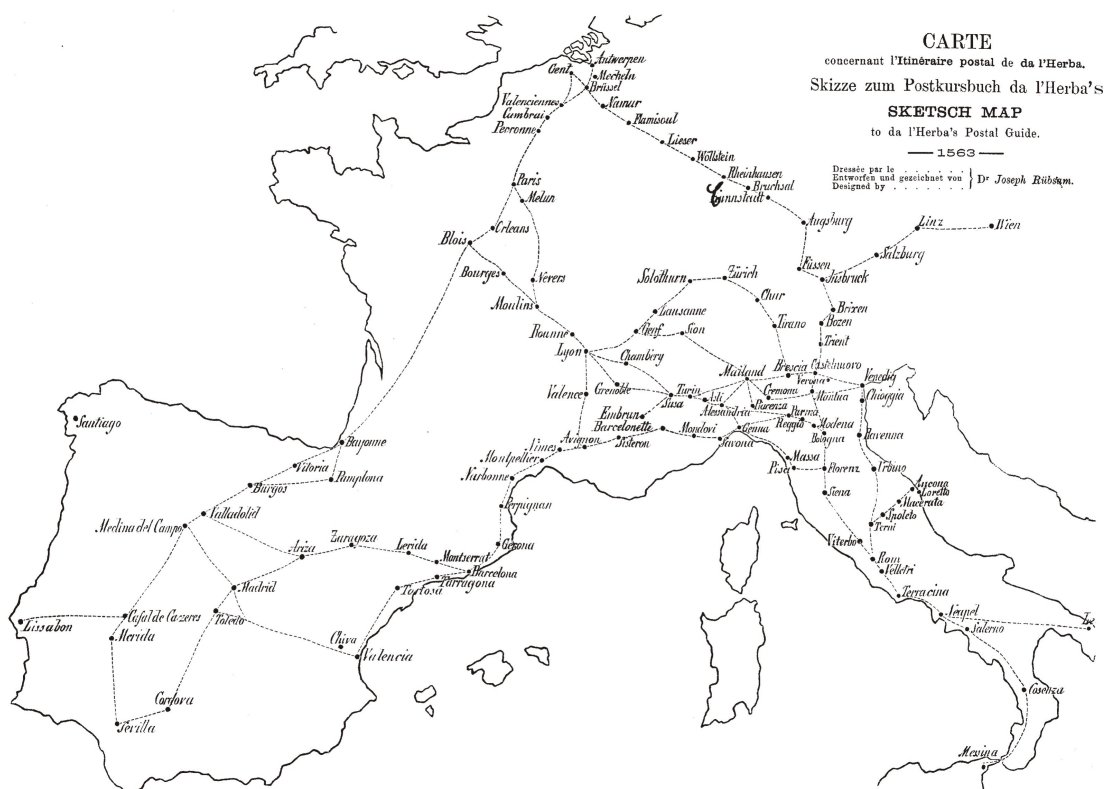 CARTE
concernant l'Itinéraire postal de da l'Herba.
Skizze zum Postkursbuch da l'Herba's
SKETSCH MAP
to da l'Herba's Postal Guide.
1563
Dressée par le . . . . . . .
Entworfen und gezeichnet von
Designed by . . . . . . . .
Dr Joseph Rübsam.
Antwerpen
Gent
Mecheln
Brüssel
Valenciennes
Namur
Cambrai
Flamisoul
Perronne
Lieser
Wöllstein
Paris
Rheinhausen
Bruchsal
Melun
Cannstadt
Augsburg
Linz
Wien
Orleans
Blois
Salzburg
Füssen
Bourges
Nevers
Solothurn
Zürich
Jnsbruck
Chur
Moulins
Lausanne
Brixen
Bozen
Tirano
Genf
Sion
Rounne
Trient
Lyon
Chambéry
Mailand
Brescia
Castelnuovo
Verona
Venedig
Valence
Grenoble
Turin
Cremona
Mantua
Chioggia
Susa
Asti
Piacenza
Alessandria
Parma
Embrun
Reggio
Modena
Santiago
Barcelonette
Genua
Bologna
Ravenna
Bayonne
Avignon
Sisteron
Mondovi
Savona
Nimes
Montpellier
Massa
Vitoria
Pisa
Florenz
Urbino
Narbonne
Burgos
Pamplona
Ancona
Loretto
Siena
Macerata
Perpignan
Valladolid
Spoleto
Medina del Campo
Terni
Zaragoza
Viterbo
Lerida
Gerona
Ariza
Montserrat
Rom
Barcelona
Velletri
Tarragona
Madrid
Tortosa
Terracina
Casal de Cazzeres
Toledo
Neapel
Lissabon
Salerno
Merida
Chiva
Valencia
Cordova
Cosenza
Sevilla
Messina